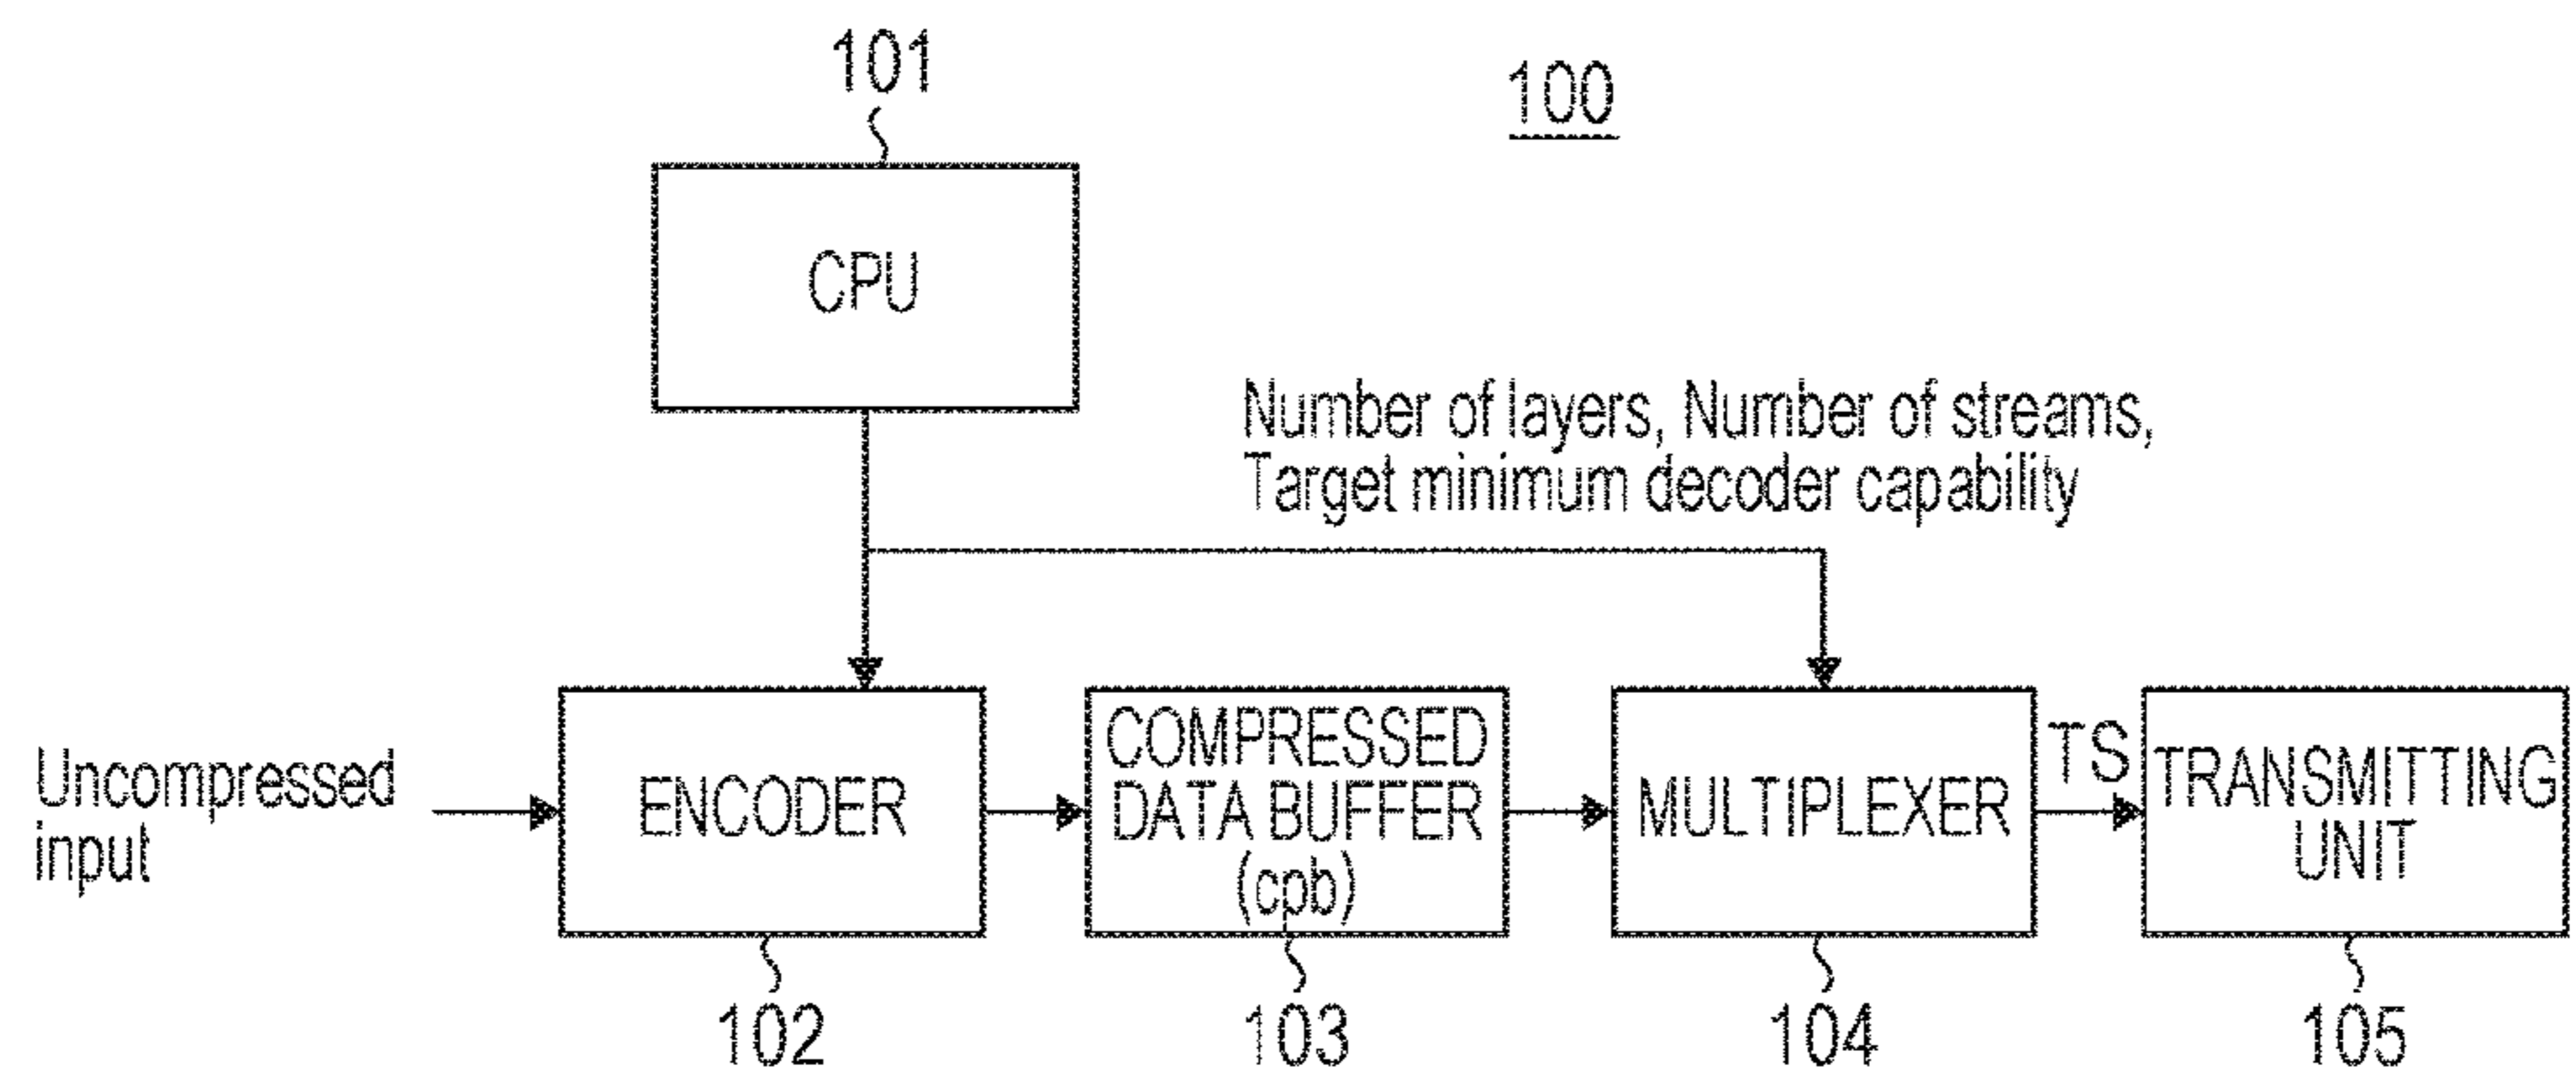 101
100
CPU
Number of layers, Number of streams,
Target minimum decoder capability
Uncompressed
input
ENCODER
COMPRESSED
DATA BUFFER
(cpb)
MULTIPLEXER
TS
TRANSMITTING
UNIT
102
103
104
105